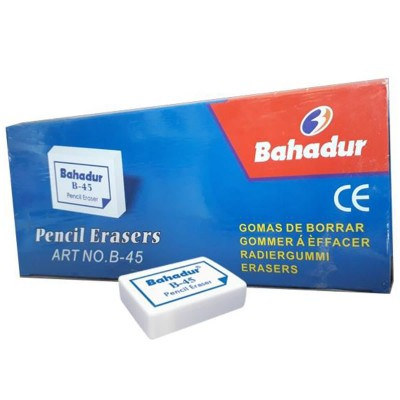 Bahadur
CE
Bahadur
B-45
Pencil Eraser
Pencil Erasers
ART NO.B-45
GOMAS DE BORRAR
GOMMER Á ÈFFACER
RADIERGUMMI
ERASERS
Bahadur
B-45
Pencil Eraser